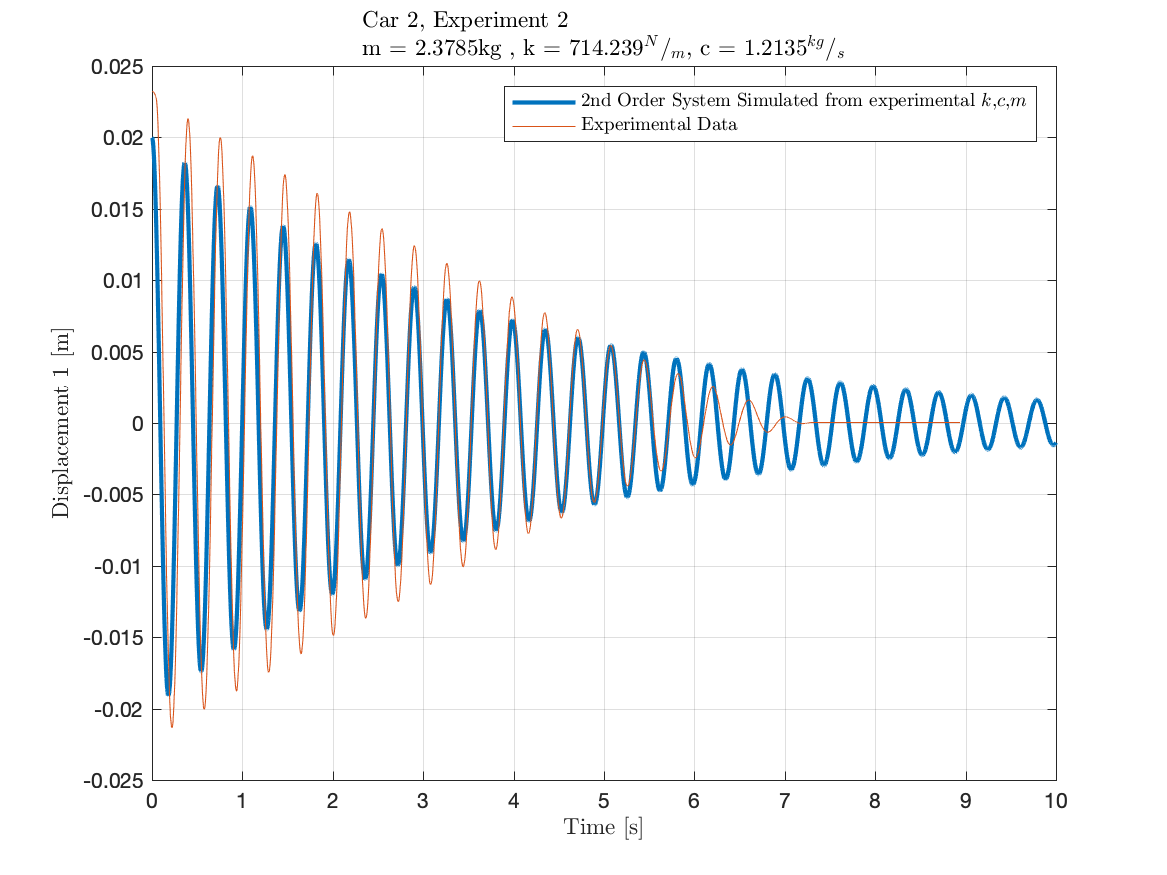 Car 2, Experiment 2
m = 2.3785kg , k = 714.239N/m, c = 1.2135kg/s
2nd Order System Simulated from experimental k,c,m
Experimental Data
Displacement 1 [m]
0.025
0.02
0.015
0.01
0.005
0
-0.005
-0.01
-0.015
-0.02
-0.025
0 1 2 3 4 5 6 7 8 9 10
Time [s]